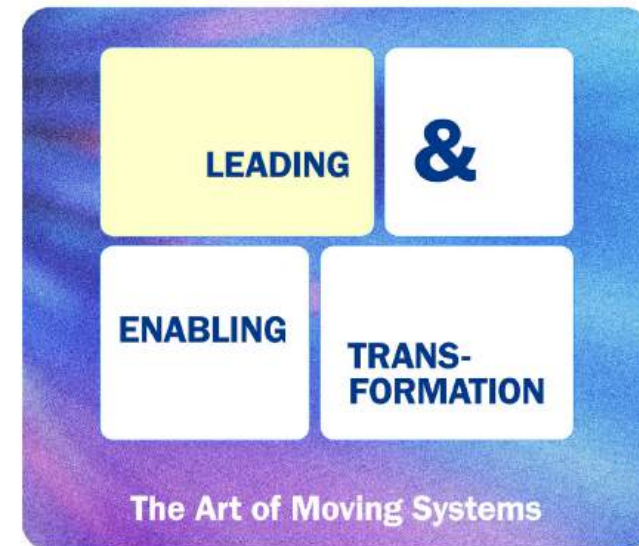 LEADING
&
ENABLING
TRANS-
FORMATION
The Art of Moving Systems